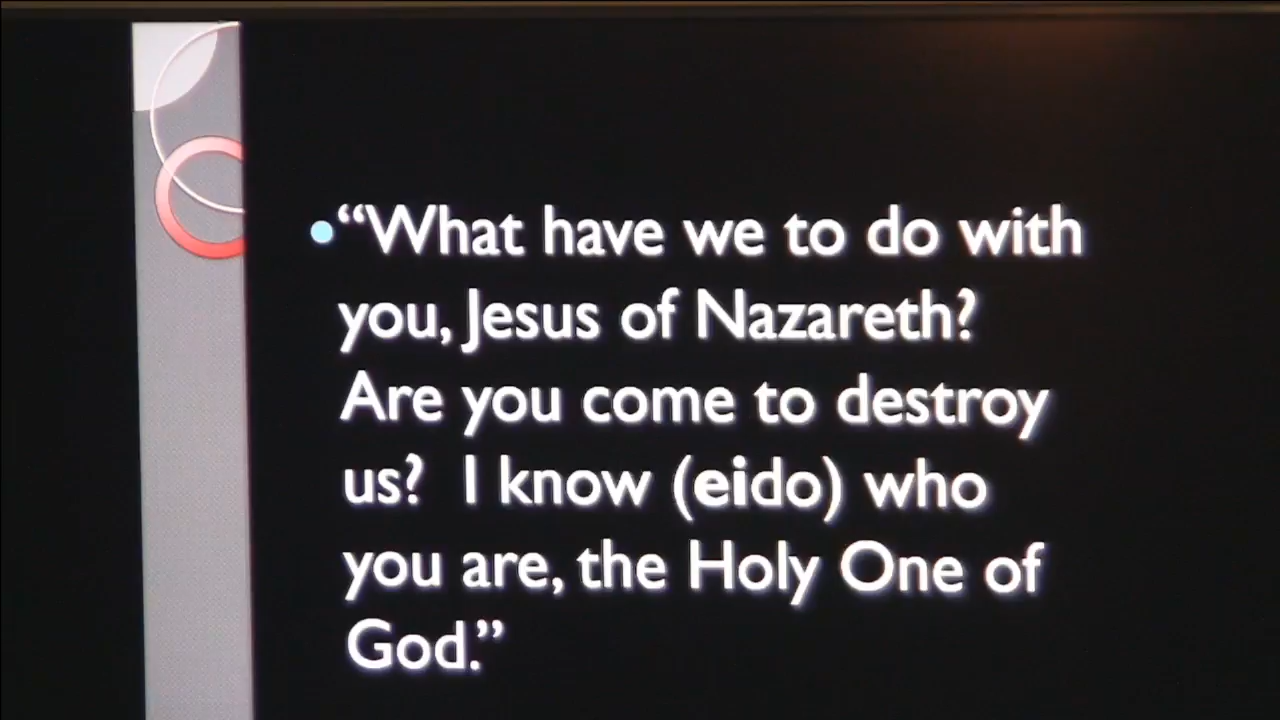 •“What have we to do with
you, Jesus of Nazareth?
Are you come to destroy
us?  I know (eido) who
you are, the Holy One of
God.”